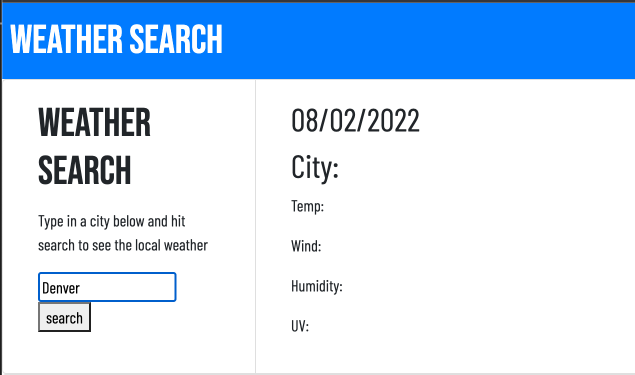 WEATHER SEARCH
WEATHER
SEARCH
Type in a city below and hit
search to see the local weather
Denver
search
08/02/2022
City:
Temp:
Wind:
Humidity:
UV: